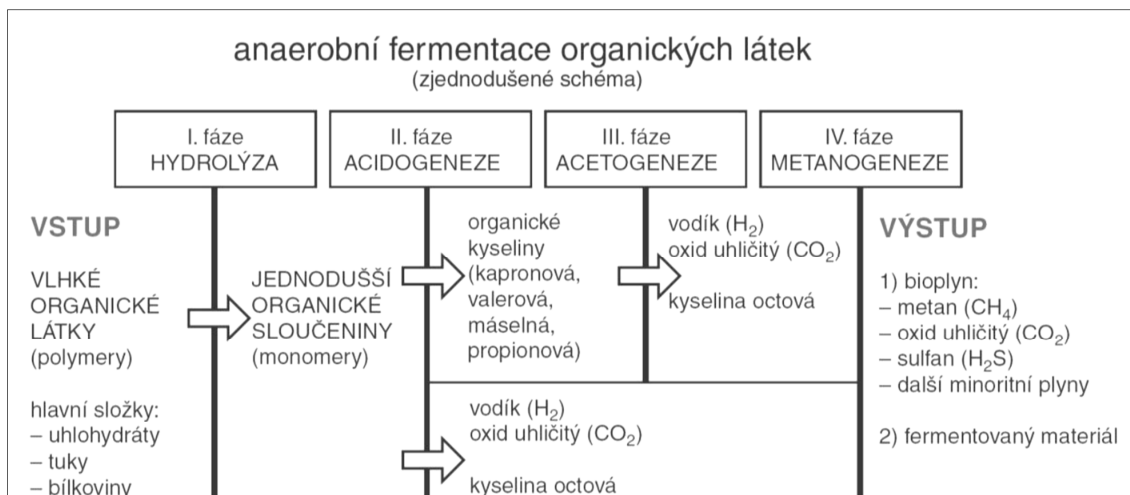 anaerobní fermentace organických látek
(zjednodušené schéma)
I. fáze
HYDROLÝZA
II. fáze
ACIDOGENEZE
III. fáze
ACETOGENEZE
IV. fáze
METANOGENEZE
VSTUP
VLHKÉ
ORGANICKÉ
LÁTKY
(polymery)
hlavní složky:
– uhlohydráty
– tuky
– bílkoviny
JEDNODUŠŠÍ
ORGANICKÉ
SLOUČENINY
(monomery)
organické
kyseliny
(kapronová,
valerová,
máselná,
propionová)
vodík (H₂)
oxid uhličitý (CO₂)
kyselina octová
vodík (H₂)
oxid uhličitý (CO₂)
kyselina octová
VÝSTUP
1) bioplyn:
– metan (CH₄)
– oxid uhličitý (CO₂)
– sulfan (H₂S)
– další minoritní plyny
2) fermentovaný materiál